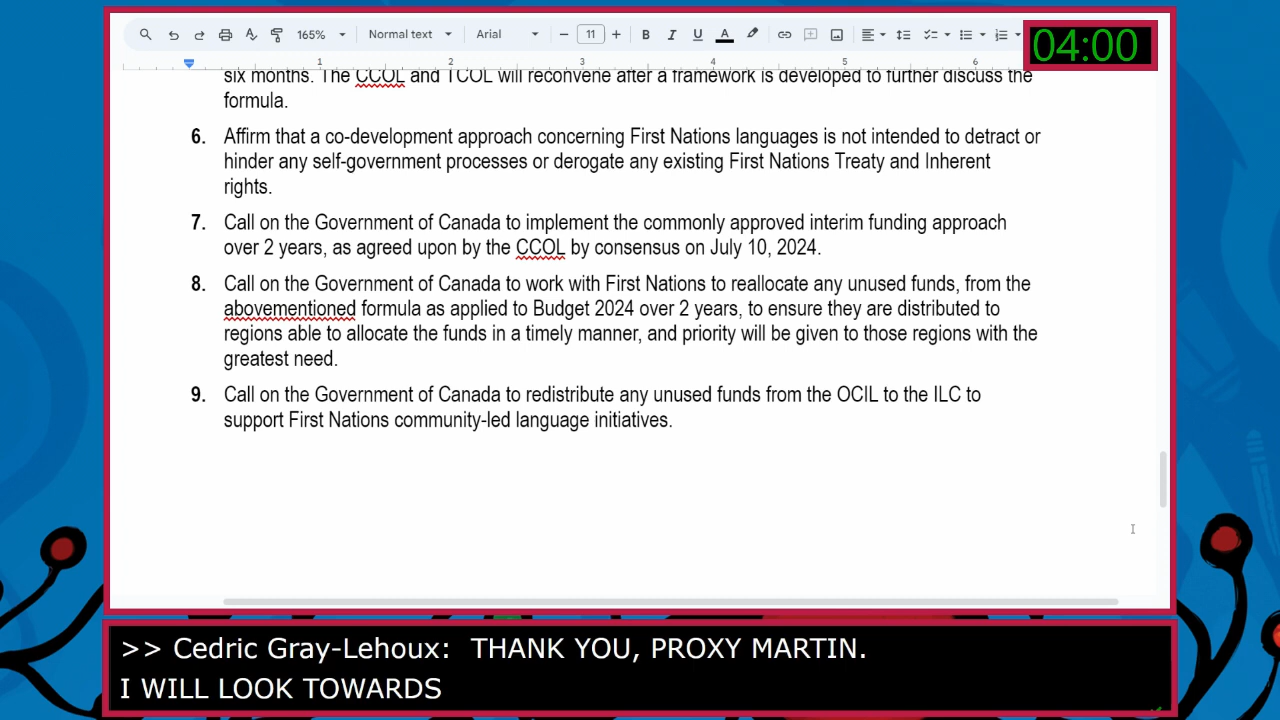 165%
Normal text
Arial
11
B I U A
04:00
1 2 3 4 5 6
six months. The CCOL and TCOL will reconvene after a framework is developed to further discuss the
formula.
6. Affirm that a co-development approach concerning First Nations languages is not intended to detract or
hinder any self-government processes or derogate any existing First Nations Treaty and Inherent
rights.
7. Call on the Government of Canada to implement the commonly approved interim funding approach
over 2 years, as agreed upon by the CCOL by consensus on July 10, 2024.
8. Call on the Government of Canada to work with First Nations to reallocate any unused funds, from the
abovementioned formula as applied to Budget 2024 over 2 years, to ensure they are distributed to
regions able to allocate the funds in a timely manner, and priority will be given to those regions with the
greatest need.
9. Call on the Government of Canada to redistribute any unused funds from the OCIL to the ILC to
support First Nations community-led language initiatives.
>> Cedric Gray-Lehoux: THANK YOU, PROXY MARTIN.
I WILL LOOK TOWARDS